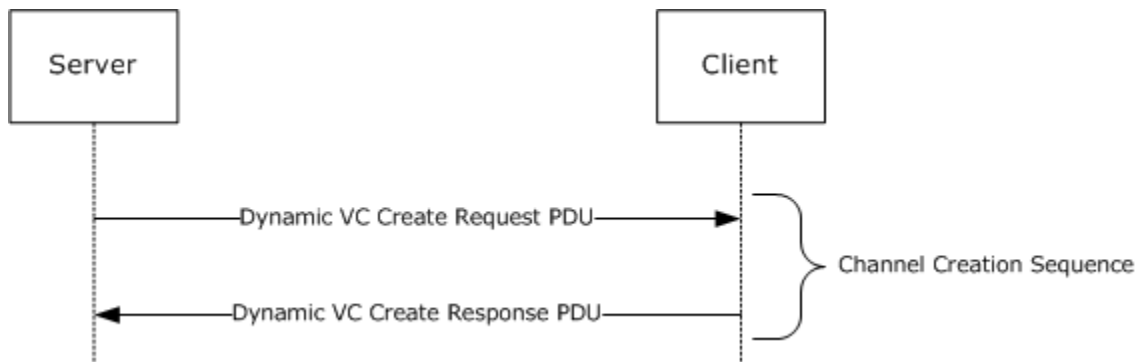 Server
Client
Dynamic VC Create Request PDU
Channel Creation Sequence
Dynamic VC Create Response PDU